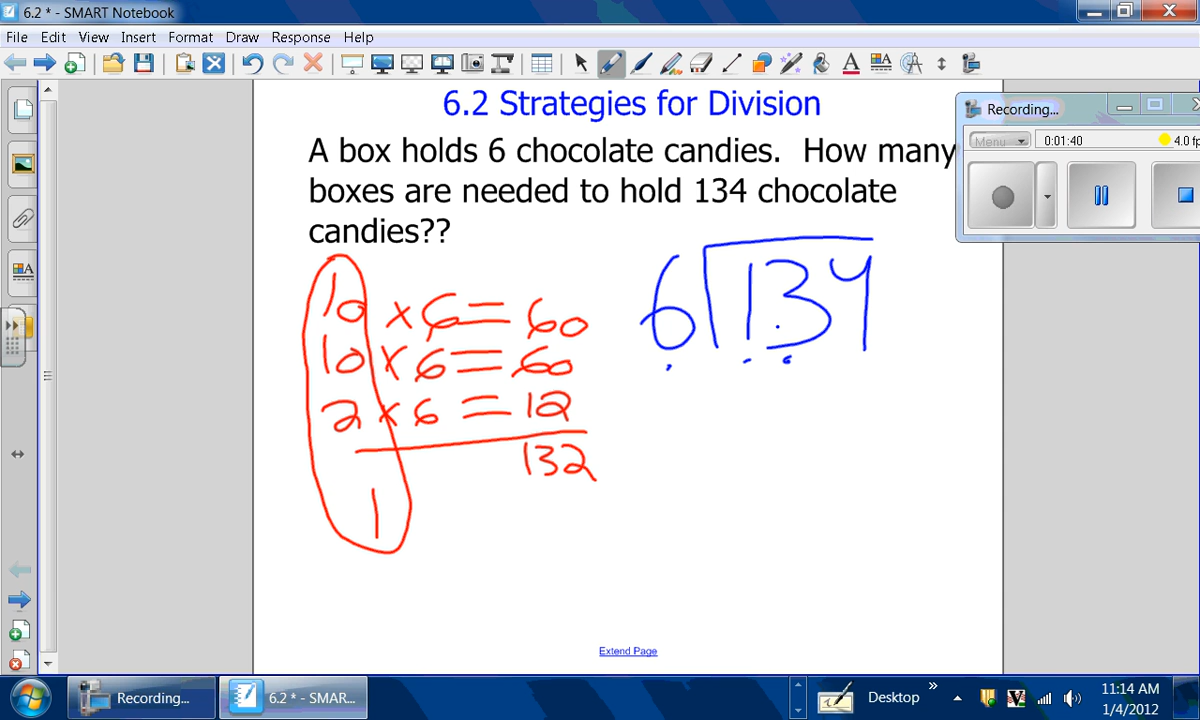 6.2 * - SMART Notebook
File Edit View Insert Format Draw Response Help
6.2 Strategies for Division
A box holds 6 chocolate candies. How many
boxes are needed to hold 134 chocolate
candies??
Recording...
Menu
0:01:40
4.0 fp
10 × 6 = 60
10 × 6 = 60
2 × 6 = 12
132
1
6 134
Extend Page
Recording...
6.2 * - SMAR...
Desktop
11:14 AM
1/4/2012